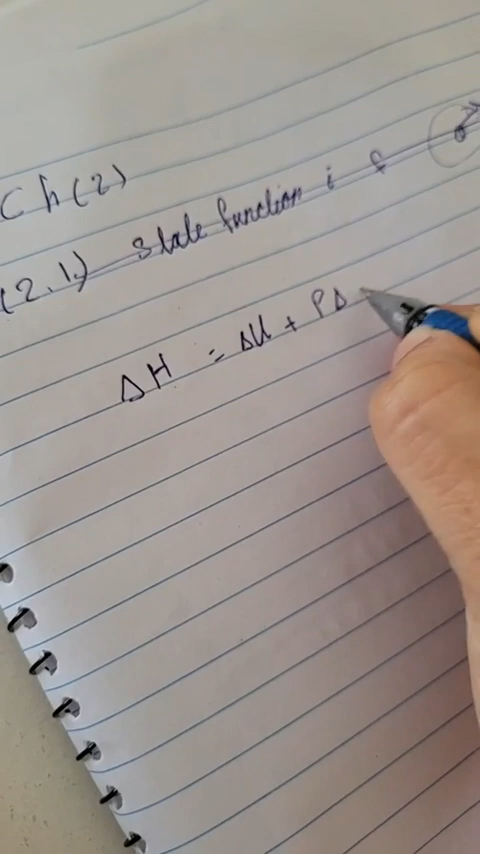 Ch(2)
(2.1) State function i f
ΔH = ΔU + PΔ